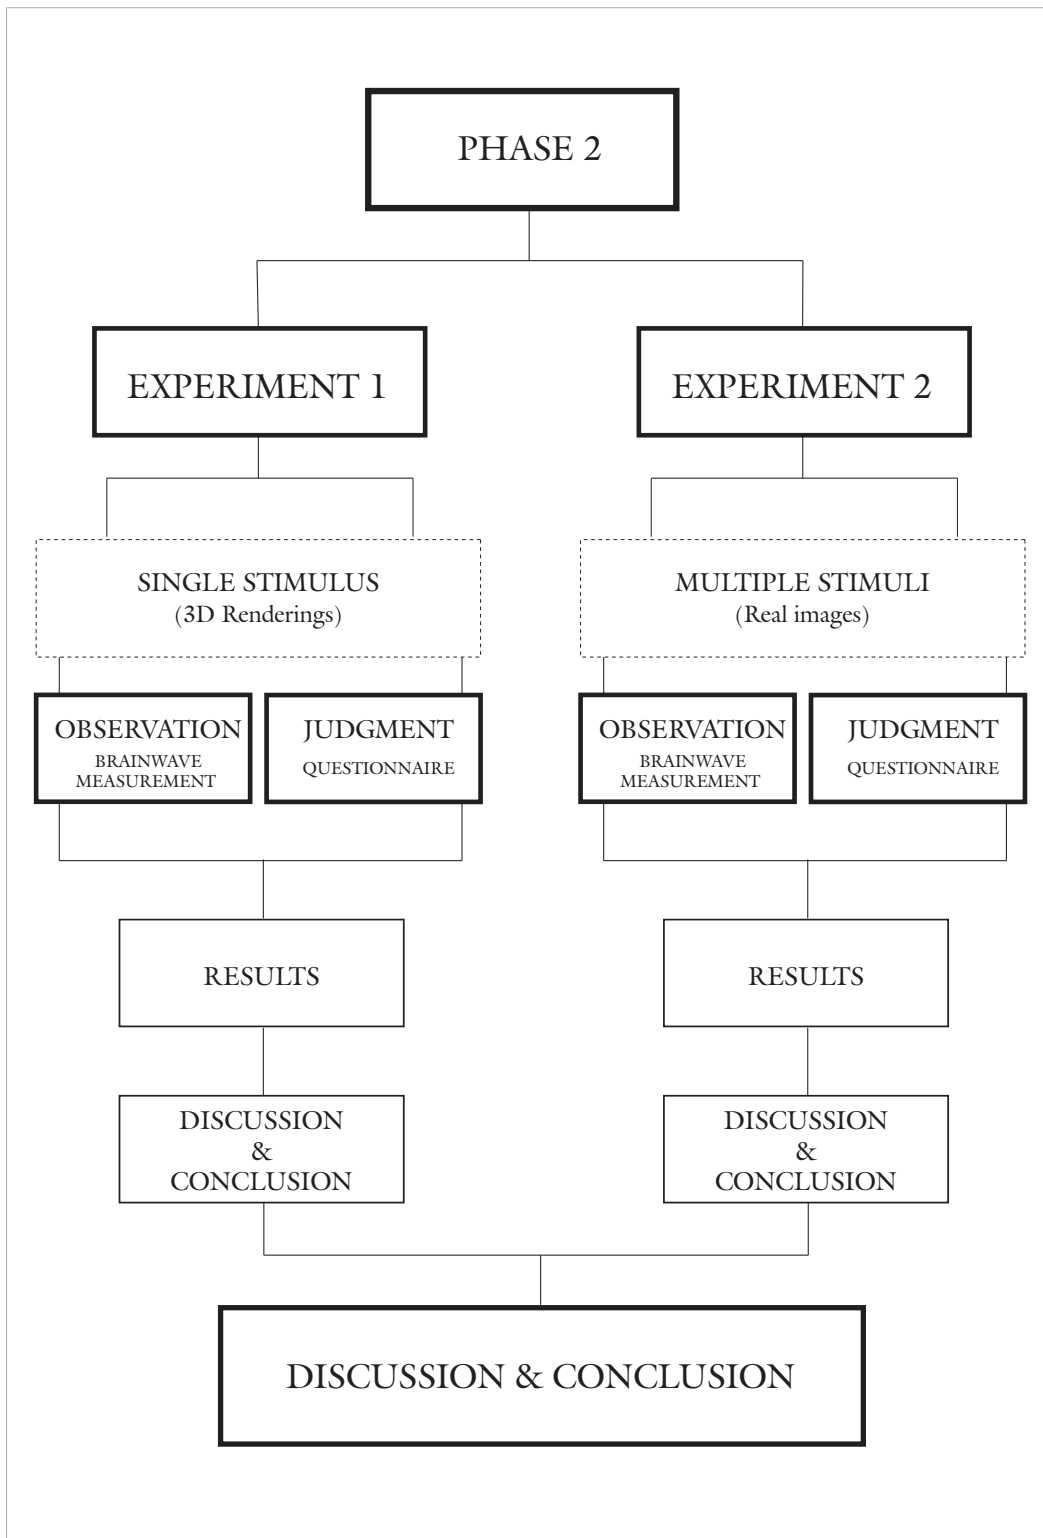 PHASE 2
EXPERIMENT 1
EXPERIMENT 2
SINGLE STIMULUS
(3D Renderings)
MULTIPLE STIMULI
(Real images)
OBSERVATION
BRAINWAVE
MEASUREMENT
JUDGMENT
QUESTIONNAIRE
OBSERVATION
BRAINWAVE
MEASUREMENT
JUDGMENT
QUESTIONNAIRE
RESULTS
RESULTS
DISCUSSION
&
CONCLUSION
DISCUSSION
&
CONCLUSION
DISCUSSION & CONCLUSION